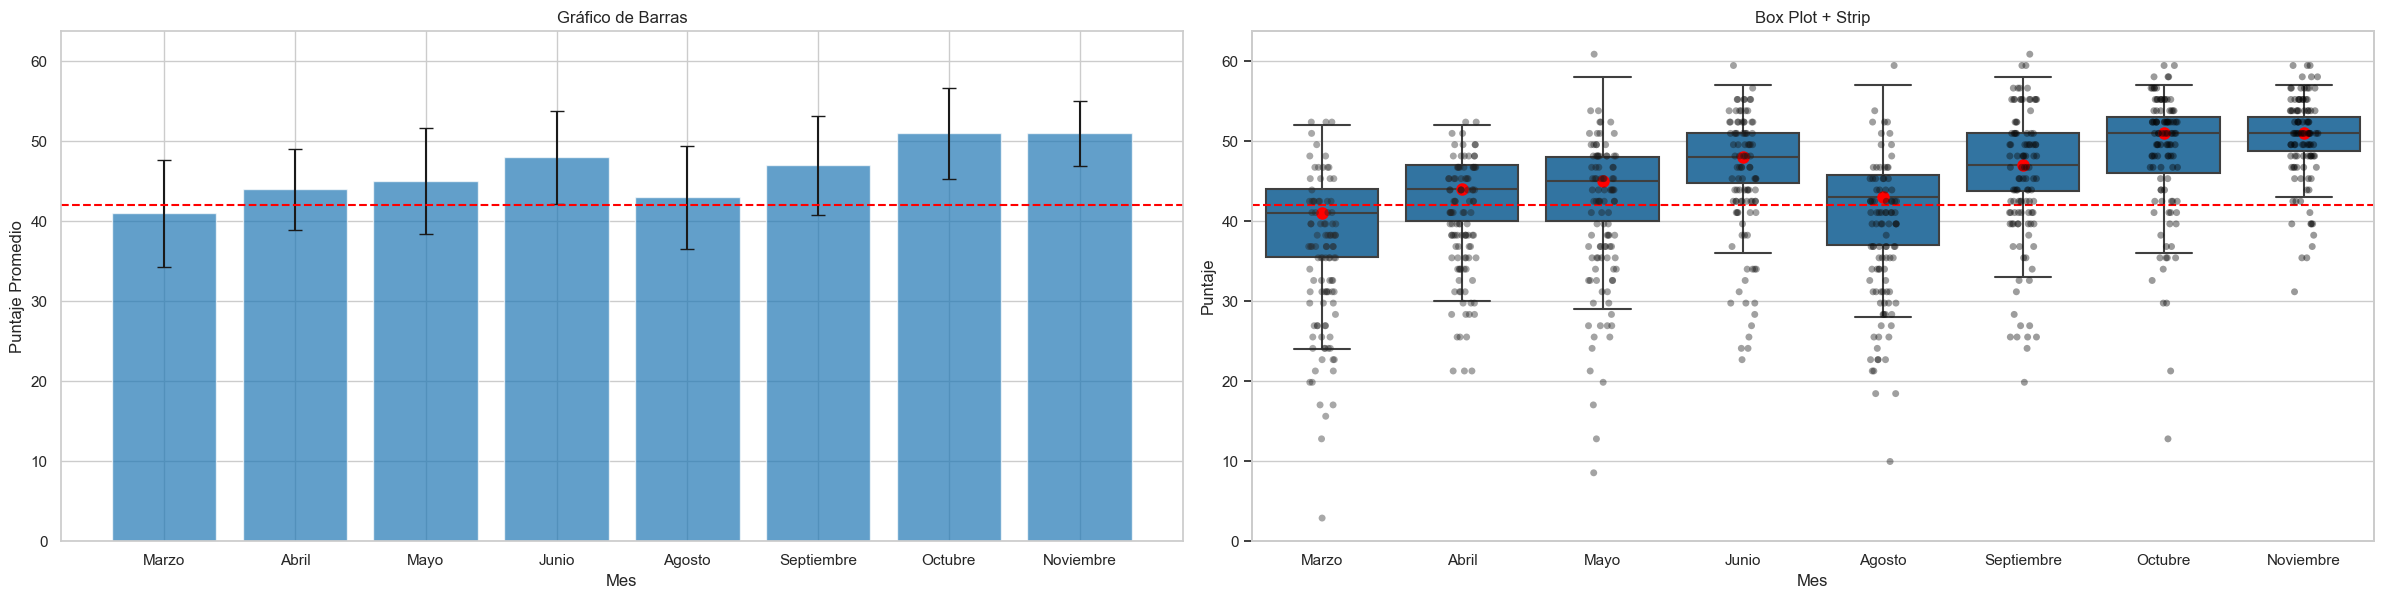 Gráfico de Barras
Puntaje Promedio
60
50
40
30
20
10
0
Marzo Abril Mayo Junio Agosto Septiembre Octubre Noviembre
Mes
Box Plot + Strip
Puntaje
60
50
40
30
20
10
0
Marzo Abril Mayo Junio Agosto Septiembre Octubre Noviembre
Mes